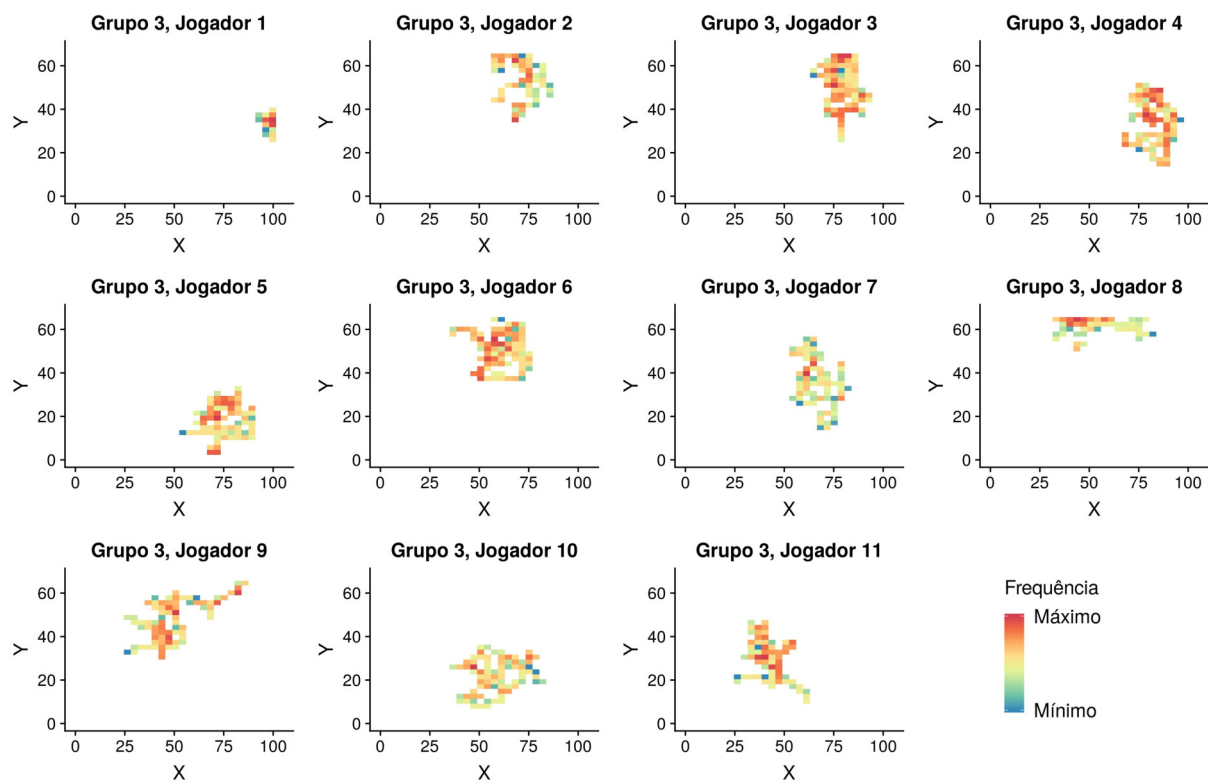 Grupo 3, Jogador 1
Grupo 3, Jogador 2
Grupo 3, Jogador 3
Grupo 3, Jogador 4
60
40
20
0
Y
0 25 50 75 100
X
60
40
20
0
Y
0 25 50 75 100
X
60
40
20
0
Y
0 25 50 75 100
X
60
40
20
0
Y
0 25 50 75 100
X
Grupo 3, Jogador 5
Grupo 3, Jogador 6
Grupo 3, Jogador 7
Grupo 3, Jogador 8
60
40
20
0
Y
0 25 50 75 100
X
60
40
20
0
Y
0 25 50 75 100
X
60
40
20
0
Y
0 25 50 75 100
X
60
40
20
0
Y
0 25 50 75 100
X
Grupo 3, Jogador 9
Grupo 3, Jogador 10
Grupo 3, Jogador 11
60
40
20
0
Y
0 25 50 75 100
X
60
40
20
0
Y
0 25 50 75 100
X
60
40
20
0
Y
0 25 50 75 100
X
Frequência
Máximo
Mínimo